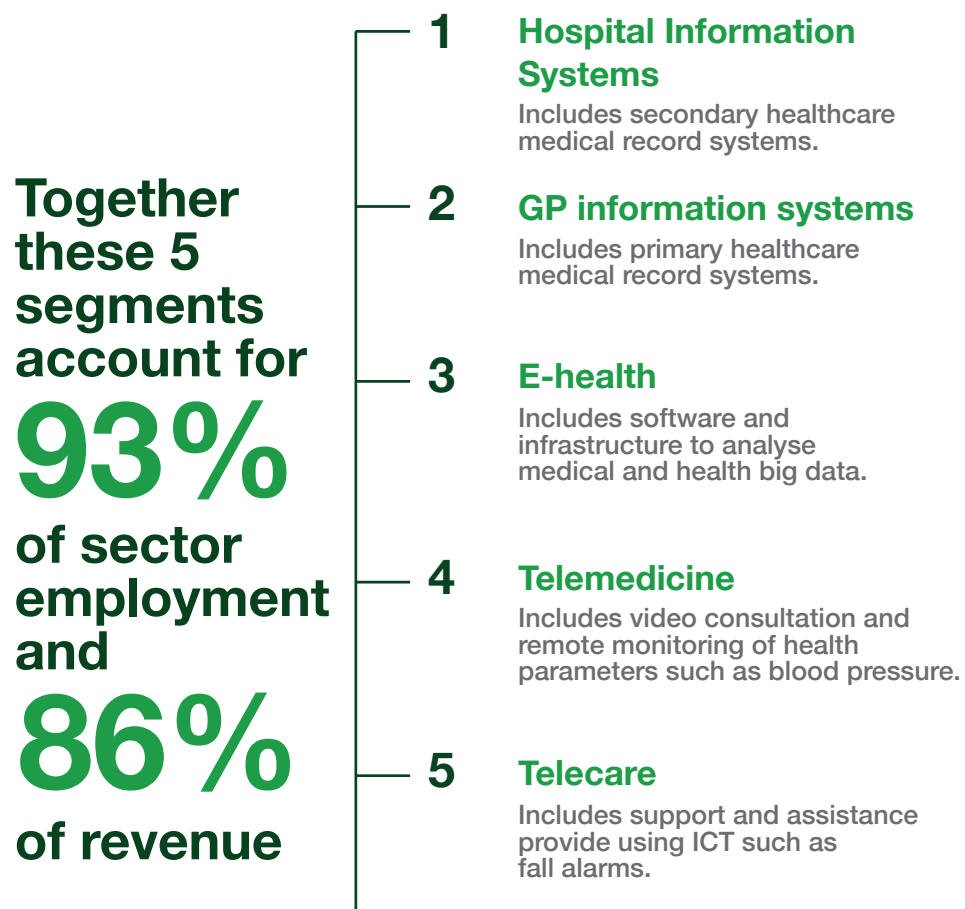 Together
these 5
segments
account for
93%
of sector
employment
and
86%
of revenue
1
Hospital Information
Systems
Includes secondary healthcare
medical record systems.
2
GP information systems
Includes primary healthcare
medical record systems.
3
E-health
Includes software and
infrastructure to analyse
medical and health big data.
4
Telemedicine
Includes video consultation and
remote monitoring of health
parameters such as blood pressure.
5
Telecare
Includes support and assistance
provide using ICT such as
fall alarms.